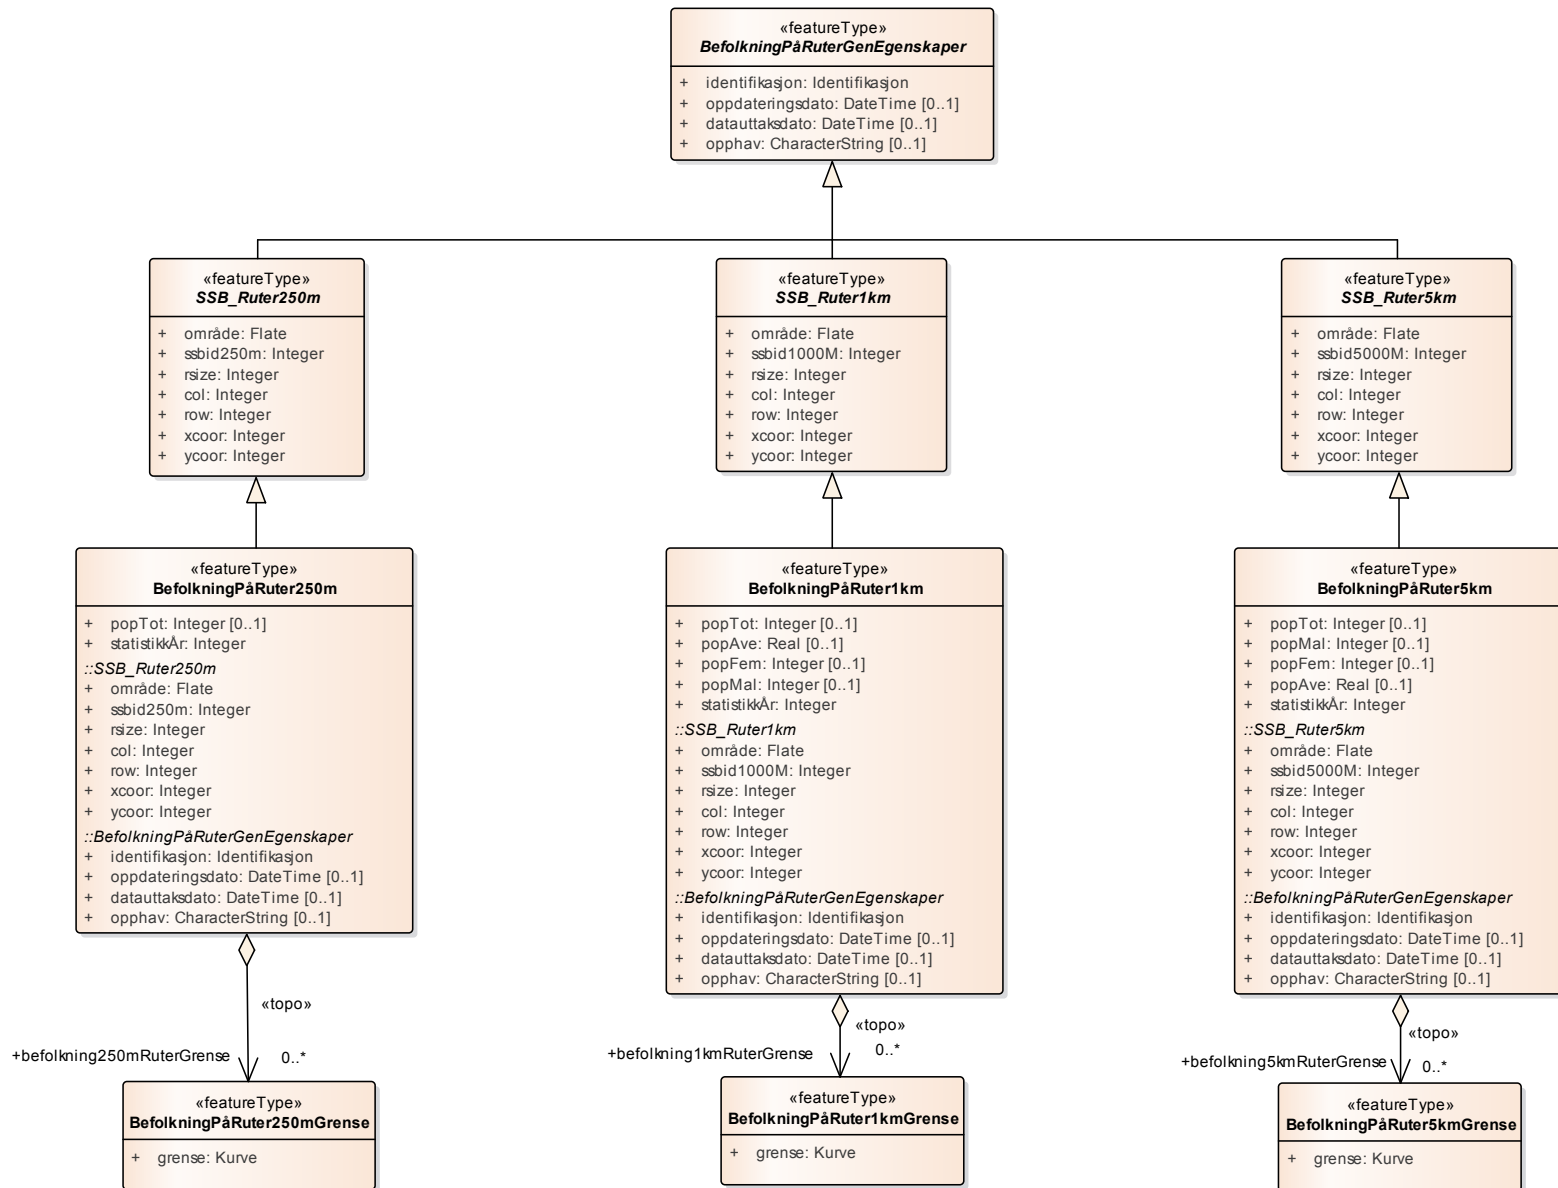 «featureType»
BefolkningPåRuterGenEgenskaper
+ identifikasjon: Identifikasjon
+ oppdateringsdato: DateTime [0..1]
+ datauttaksdato: DateTime [0..1]
+ opphav: CharacterString [0..1]
«featureType»
SSB_Ruter250m
+ område: Flate
+ ssbid250m: Integer
+ rsize: Integer
+ col: Integer
+ row: Integer
+ xcoor: Integer
+ ycoor: Integer
«featureType»
SSB_Ruter1km
+ område: Flate
+ ssbid1000M: Integer
+ rsize: Integer
+ col: Integer
+ row: Integer
+ xcoor: Integer
+ ycoor: Integer
«featureType»
SSB_Ruter5km
+ område: Flate
+ ssbid5000M: Integer
+ rsize: Integer
+ col: Integer
+ row: Integer
+ xcoor: Integer
+ ycoor: Integer
«featureType»
BefolkningPåRuter250m
+ popTot: Integer [0..1]
+ statistikkÅr: Integer
::SSB_Ruter250m
+ område: Flate
+ ssbid250m: Integer
+ rsize: Integer
+ col: Integer
+ row: Integer
+ xcoor: Integer
+ ycoor: Integer
::BefolkningPåRuterGenEgenskaper
+ identifikasjon: Identifikasjon
+ oppdateringsdato: DateTime [0..1]
+ datauttaksdato: DateTime [0..1]
+ opphav: CharacterString [0..1]
«featureType»
BefolkningPåRuter1km
+ popTot: Integer [0..1]
+ popAve: Real [0..1]
+ popFem: Integer [0..1]
+ popMal: Integer [0..1]
+ statistikkÅr: Integer
::SSB_Ruter1km
+ område: Flate
+ ssbid1000M: Integer
+ rsize: Integer
+ col: Integer
+ row: Integer
+ xcoor: Integer
+ ycoor: Integer
::BefolkningPåRuterGenEgenskaper
+ identifikasjon: Identifikasjon
+ oppdateringsdato: DateTime [0..1]
+ datauttaksdato: DateTime [0..1]
+ opphav: CharacterString [0..1]
«featureType»
BefolkningPåRuter5km
+ popTot: Integer [0..1]
+ popMal: Integer [0..1]
+ popFem: Integer [0..1]
+ popAve: Real [0..1]
+ statistikkÅr: Integer
::SSB_Ruter5km
+ område: Flate
+ ssbid5000M: Integer
+ rsize: Integer
+ col: Integer
+ row: Integer
+ xcoor: Integer
+ ycoor: Integer
::BefolkningPåRuterGenEgenskaper
+ identifikasjon: Identifikasjon
+ oppdateringsdato: DateTime [0..1]
+ datauttaksdato: DateTime [0..1]
+ opphav: CharacterString [0..1]
«topo»
+befolkning250mRuterGrense 0..*
«topo»
+befolkning1kmRuterGrense 0..*
«topo»
+befolkning5kmRuterGrense 0..*
«featureType»
BefolkningPåRuter250mGrense
+ grense: Kurve
«featureType»
BefolkningPåRuter1kmGrense
+ grense: Kurve
«featureType»
BefolkningPåRuter5kmGrense
+ grense: Kurve